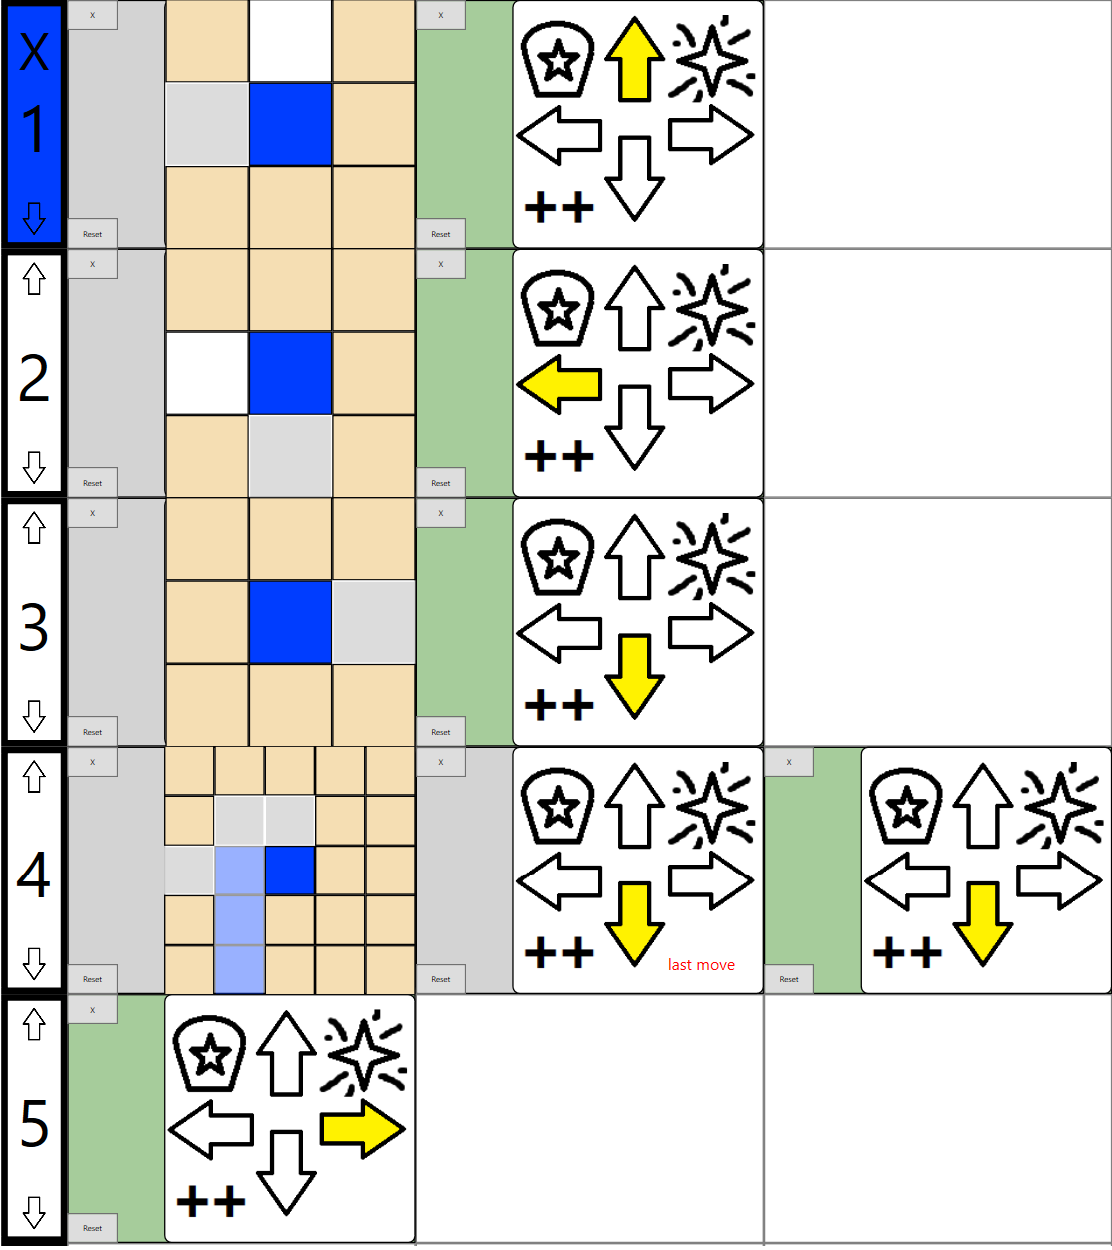 X
X
X
1
Reset
Reset
++
X
X
2
++
Reset
Reset
X
X
3
++
Reset
Reset
X
X
X
4
++
++
last move
Reset
Reset
Reset
X
5
++
Reset